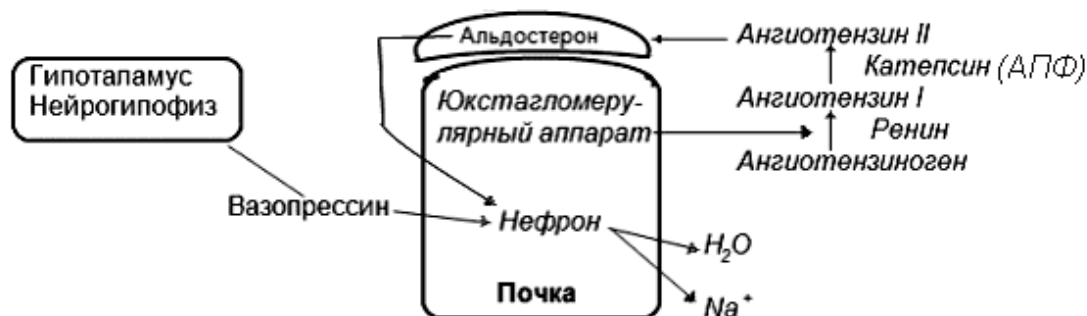 Альдостерон
Ангиотензин II
Катепсин (АПФ)
Гипоталамус
Нейрогипофиз
Юкстагломеру-
лярный аппарат
Ангиотензин I
Ренин
Ангиотензиноген
Вазопрессин
Нефрон
H₂O
Почка
Na⁺